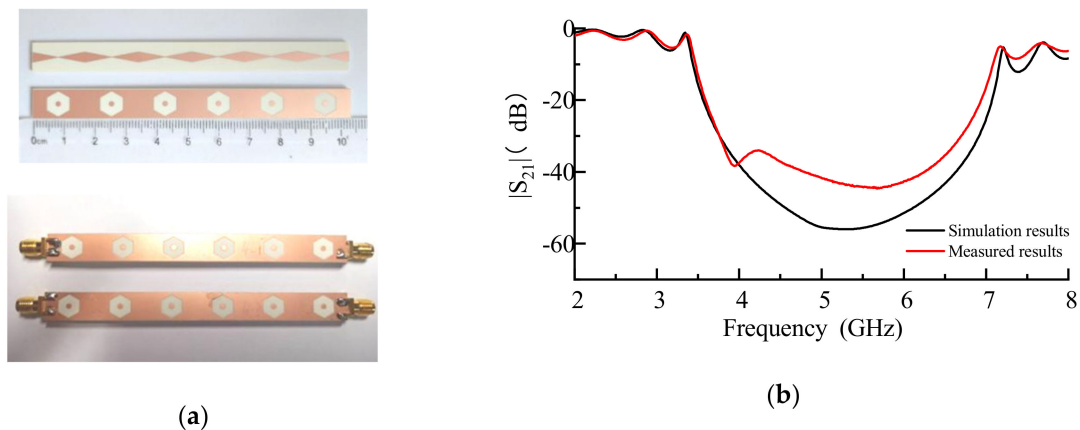 0cm 1 2 3 4 5 6 7 8 9 10
(a)
0
-20
-40
-60
|S21|( dB)
Simulation results
Measured results
2 3 4 5 6 7 8
Frequency (GHz)
(b)